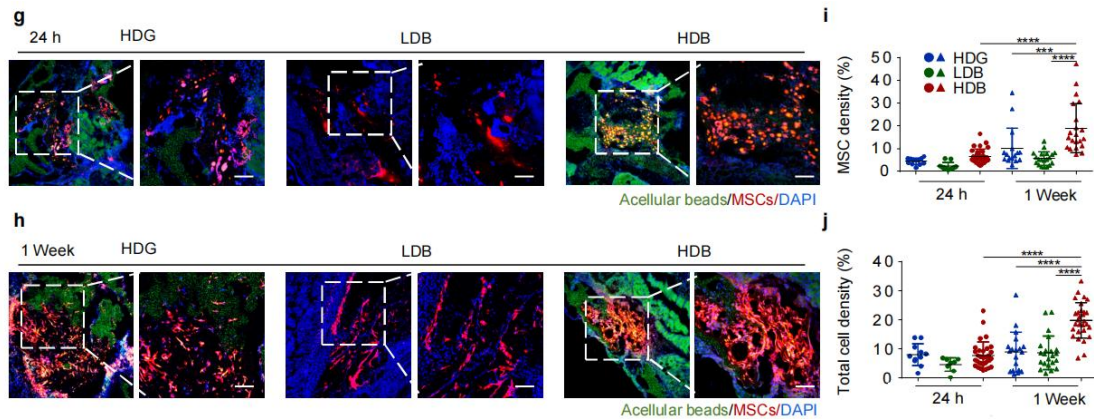 g
24 h HDG LDB HDB
Acellular beads/MSCs/DAPI
h
1 Week HDG LDB HDB
Acellular beads/MSCs/DAPI
i
****
***
****
HDG
LDB
HDB
MSC density (%)
50
40
30
20
10
0
24 h 1 Week
j
****
****
****
Total cell density (%)
40
30
20
10
0
24 h 1 Week